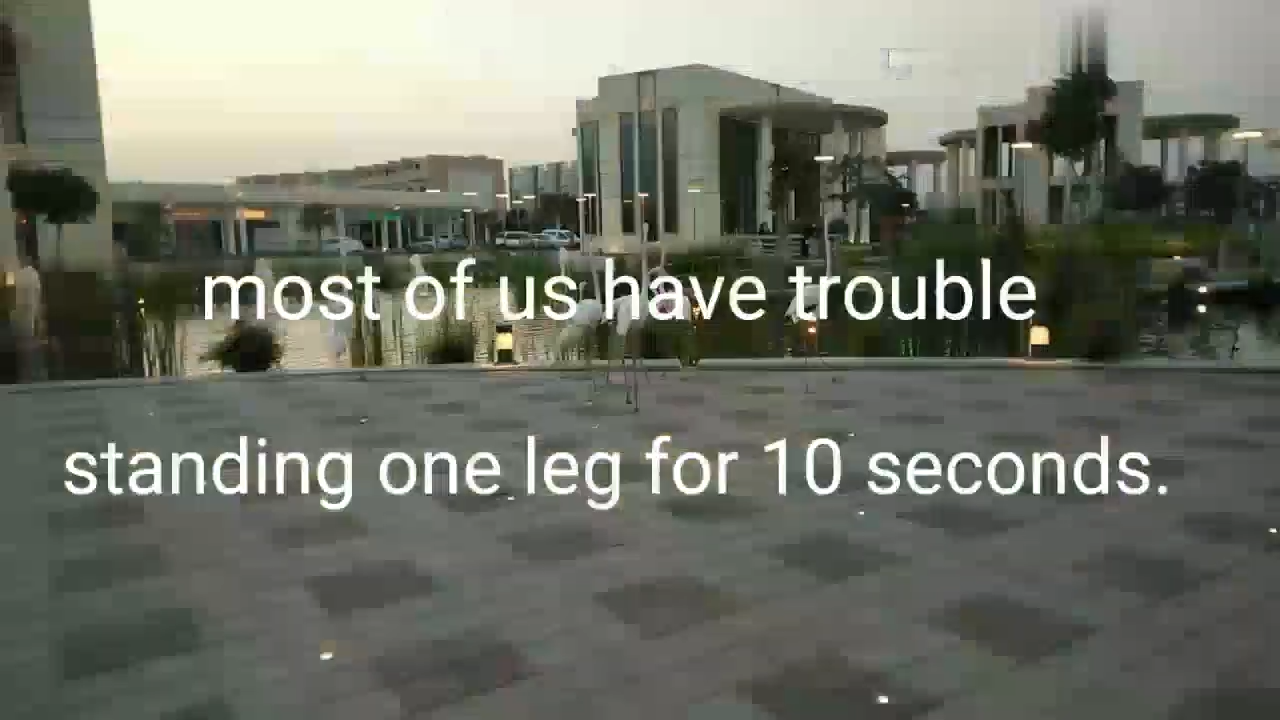 most of us have trouble
standing one leg for 10 seconds.